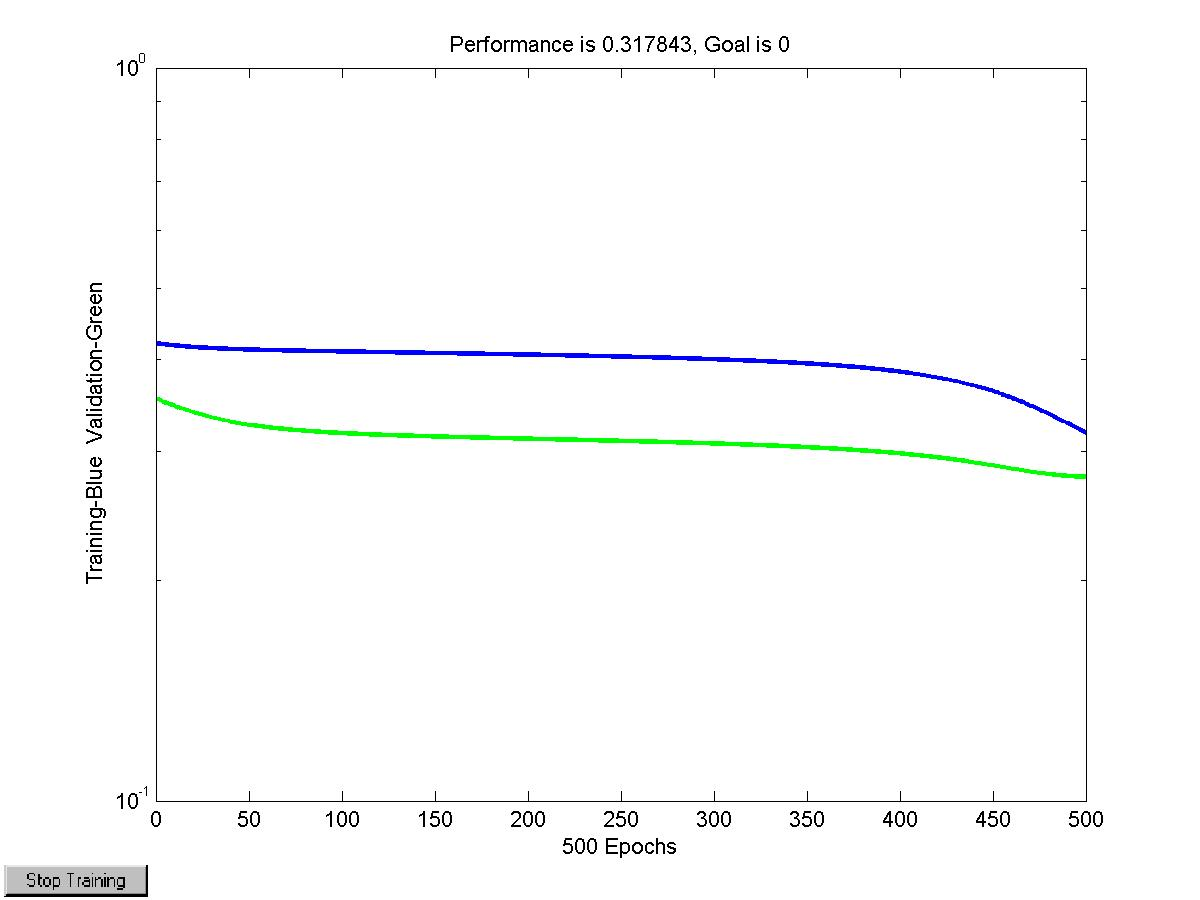 Performance is 0.317843, Goal is 0
10^0
10^-1
Training-Blue  Validation-Green
0 50 100 150 200 250 300 350 400 450 500
500 Epochs
Stop Training